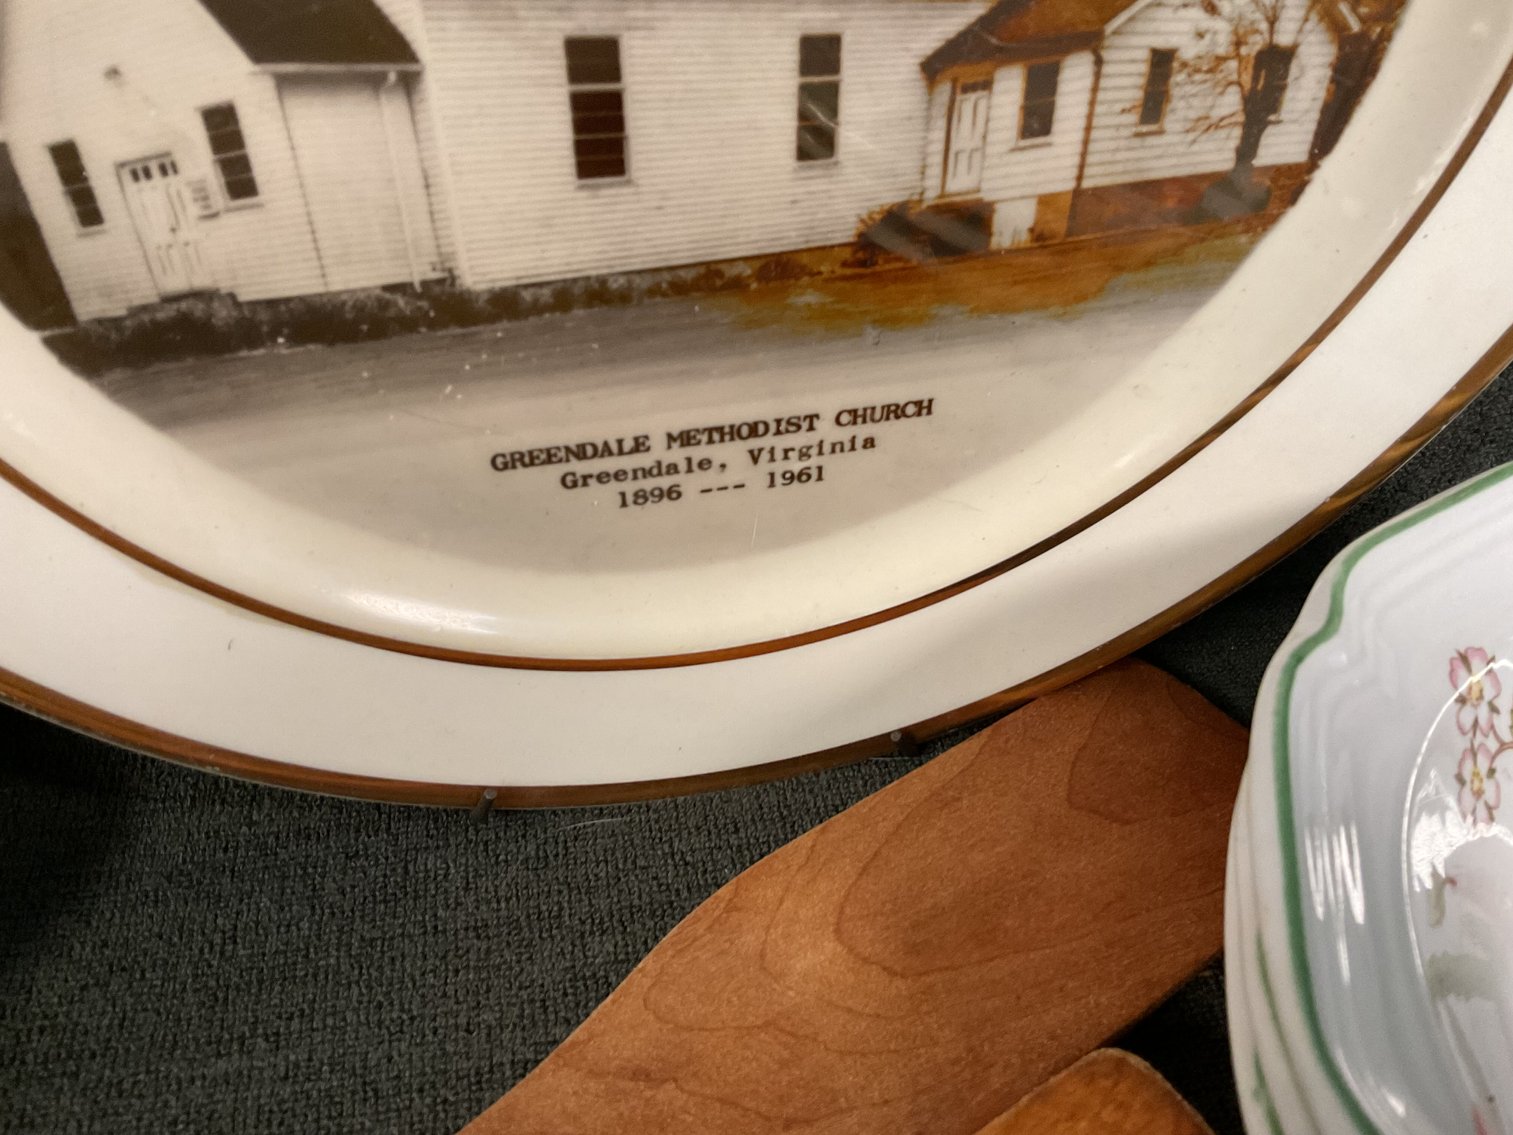 GREENDALE METHODIST CHURCH
Greendale, Virginia
1896 --- 1961